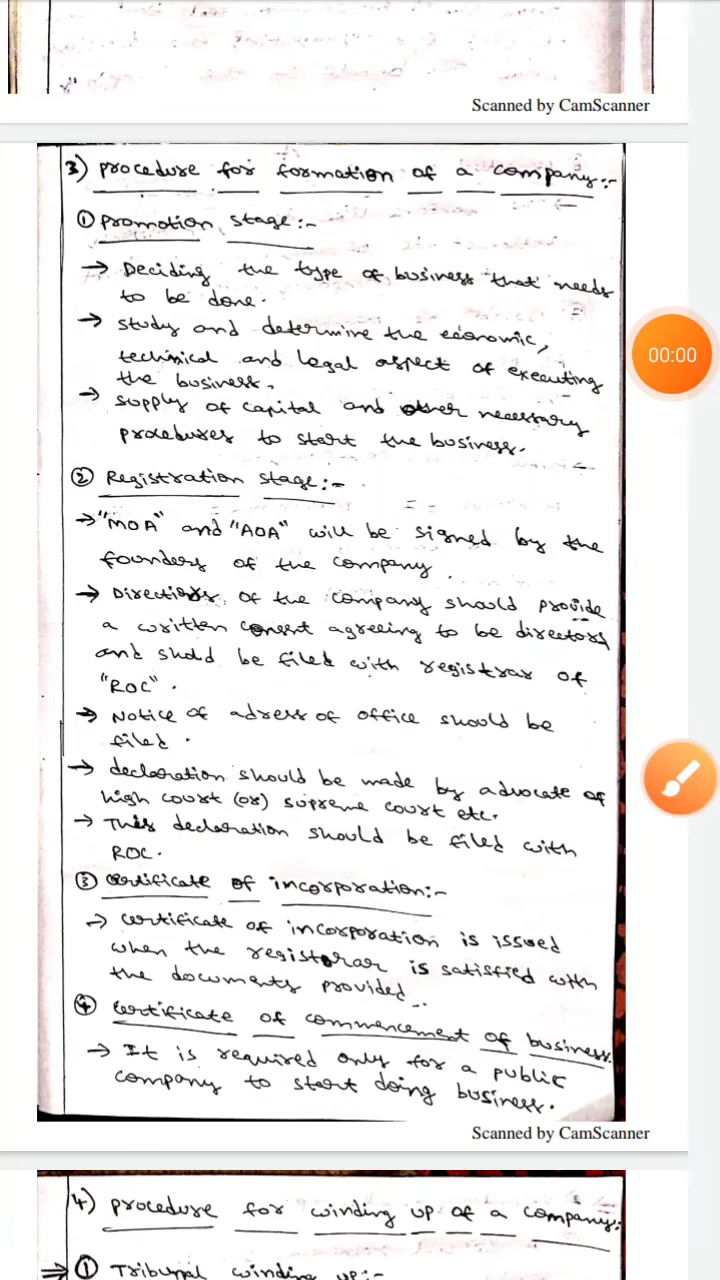 Scanned by CamScanner
3) procedure for formation of a company:-
① promotion stage:-
→ Deciding the type of business that needs
to be done.
→ study and determine the economic,
technical and legal aspect of executing
the business.
→ supply of capital and other necessary
procedures to start the business.
② Registration stage:-
→ "MOA" and "AOA" will be signed by the
founders of the company.
→ Directions of the company should provide
a written consent agreeing to be directors
and shold be filed with registrar of
"ROC".
→ Notice of adress of office should be
filed.
→ declaration should be made by advocate of
high court (or) supreme court etc.
→ This declaration should be filed with
ROC.
③ certificate of incorporation:-
→ certificate of incorporation is issued
when the registorar is satisfied with
the documents provided..
④ certificate of commencement of business.
→ It is required only for a public
company to start doing business.
Scanned by CamScanner
4) procedure for winding up of a company:
⇒ ① Tribunal winding up:-
00:00